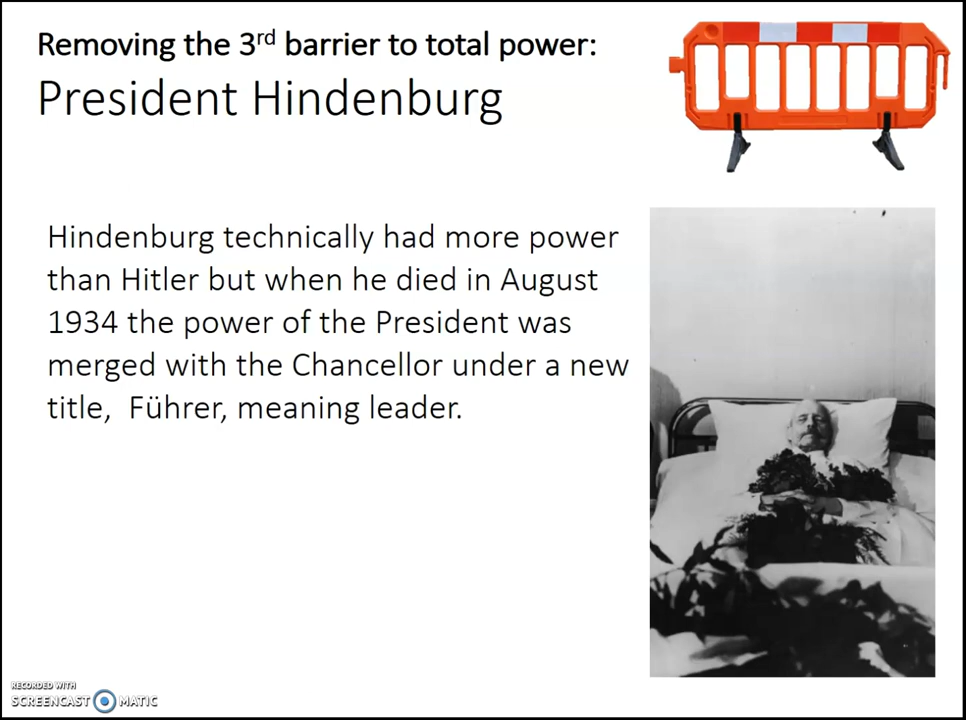 Removing the 3rd barrier to total power:
President Hindenburg
Hindenburg technically had more power
than Hitler but when he died in August
1934 the power of the President was
merged with the Chancellor under a new
title,  Führer, meaning leader.
RECORDED WITH
SCREENCAST MATIC